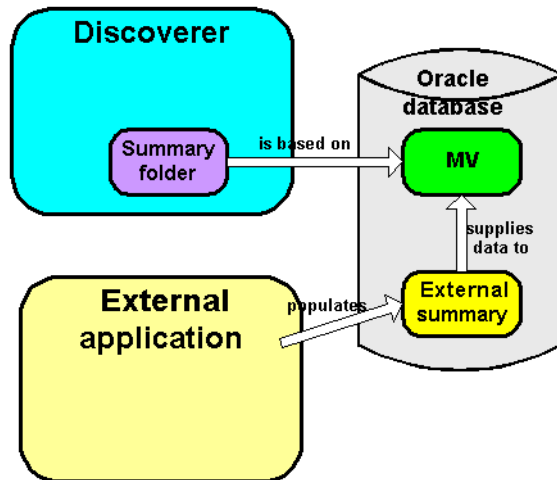 Discoverer
Oracle
database
Summary
folder
is based on
MV
supplies
data to
External
application
populates
External
summary